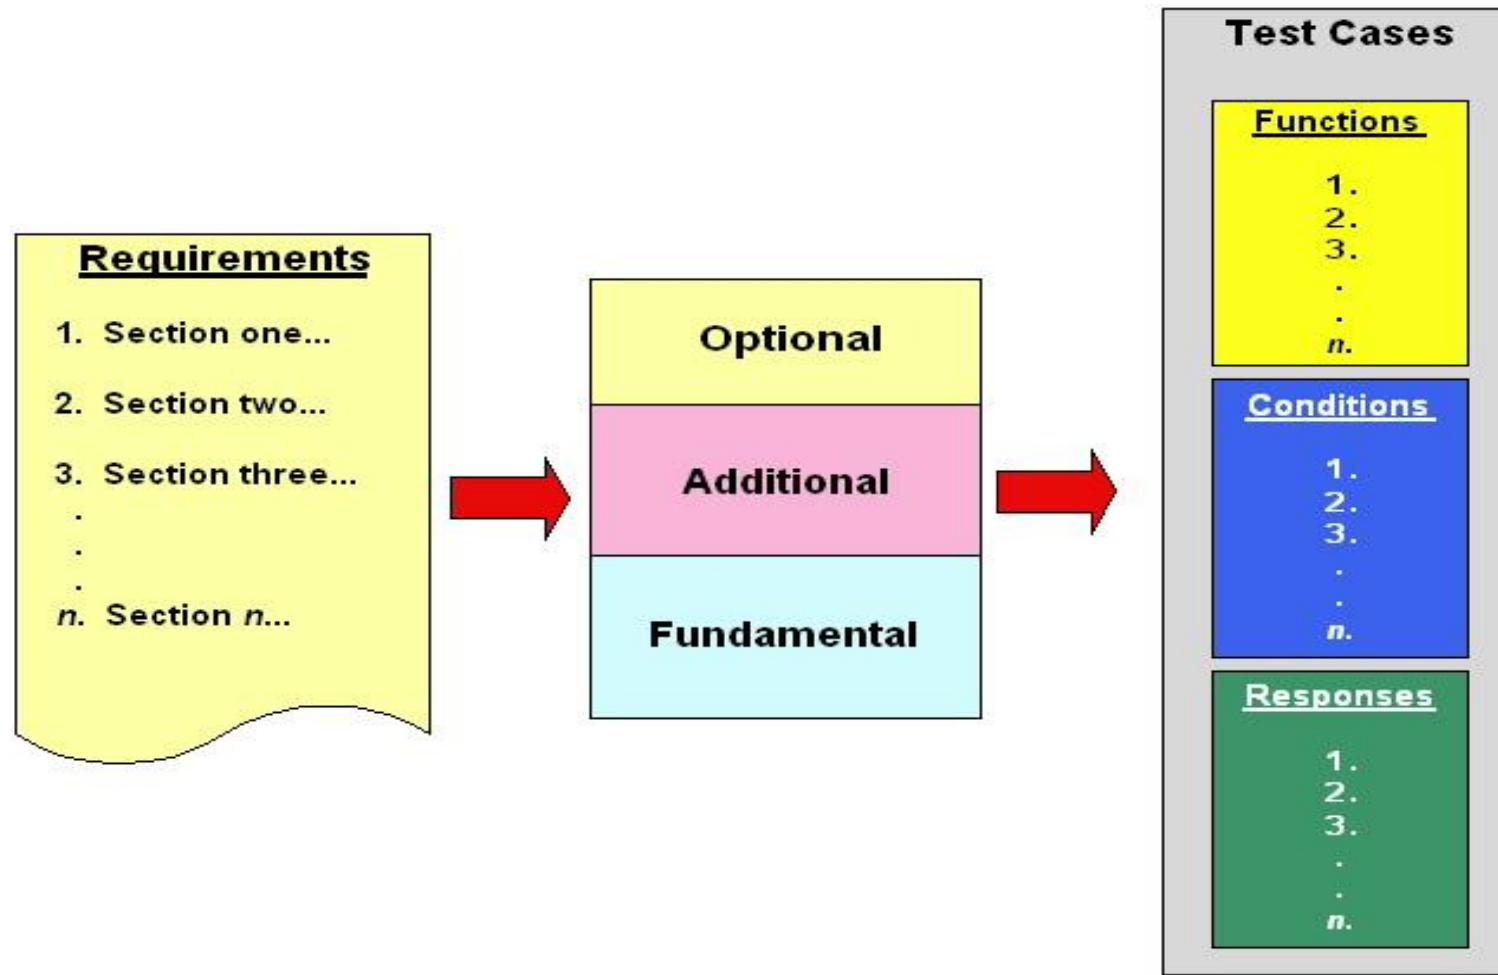 Requirements
1. Section one...
2. Section two...
3. Section three...
.
.
.
n. Section n...
Optional
Additional
Fundamental
Test Cases
Functions
1.
2.
3.
.
.
n.
Conditions
1.
2.
3.
.
.
n.
Responses
1.
2.
3.
.
.
n.